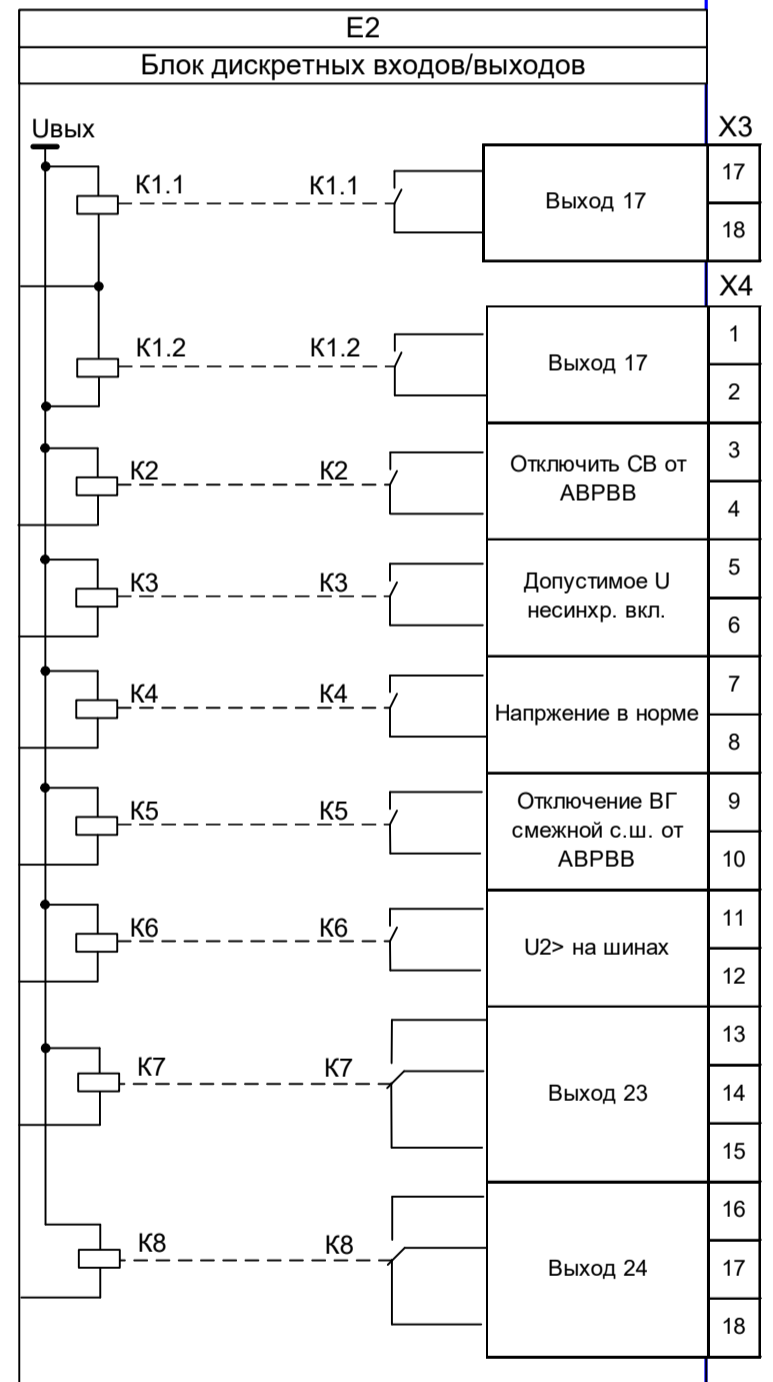 E2
Блок дискретных входов/выходов
Uвых
X3
K1.1
K1.1
Выход 17
17
18
X4
K1.2
K1.2
Выход 17
1
2
K2
K2
Отключить СВ от
АВРВВ
3
4
K3
K3
Допустимое U
несинхр. вкл.
5
6
K4
K4
Напржение в норме
7
8
K5
K5
Отключение ВГ
смежной с.ш. от
АВРВВ
9
10
K6
K6
U2> на шинах
11
12
K7
K7
Выход 23
13
14
15
K8
K8
Выход 24
16
17
18